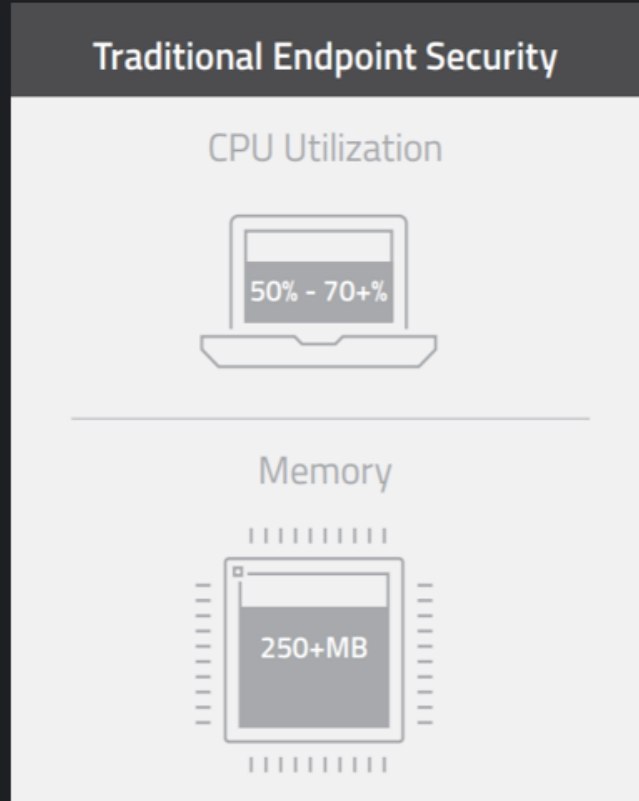 Traditional Endpoint Security
CPU Utilization
50% - 70+%
Memory
250+MB